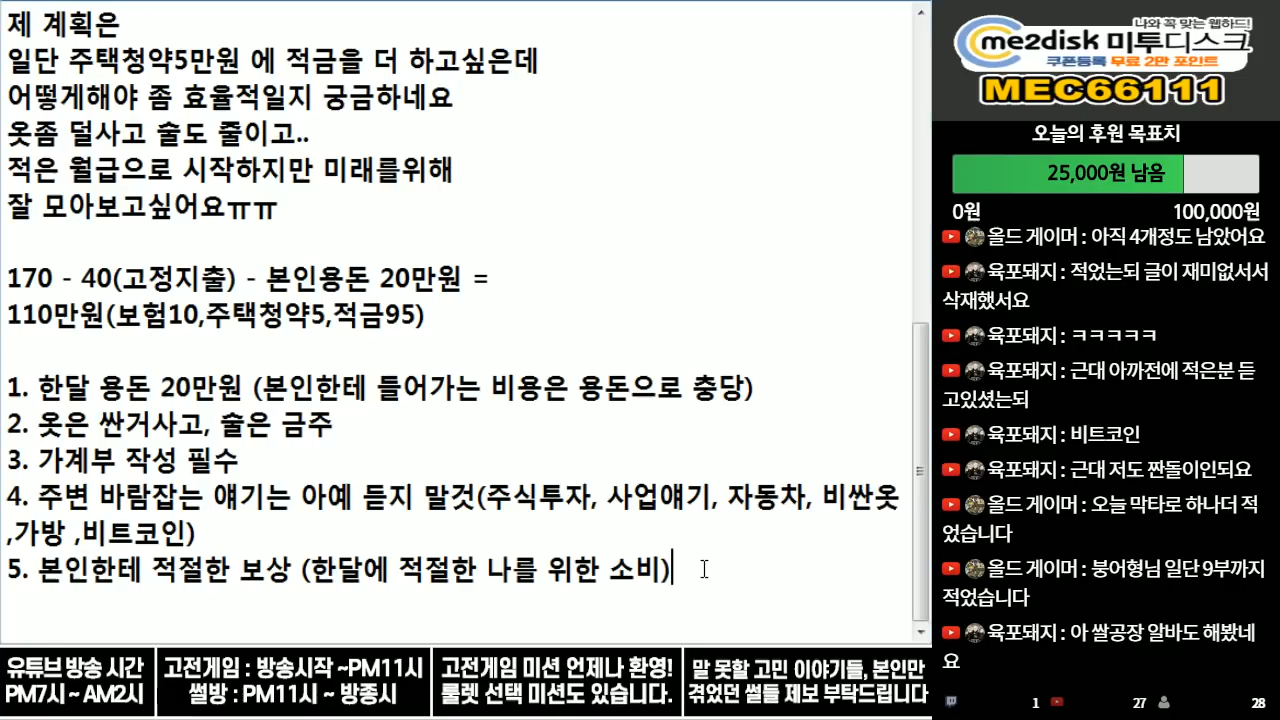 제 계획은
일단 주택청약5만원 에 적금을 더 하고싶은데
어떻게해야 좀 효율적일지 궁금하네요
옷좀 덜사고 술도 줄이고..
적은 월급으로 시작하지만 미래를위해
잘 모아보고싶어요ㅠㅠ
170 - 40(고정지출) - 본인용돈 20만원 =
110만원(보험10,주택청약5,적금95)
1. 한달 용돈 20만원 (본인한테 들어가는 비용은 용돈으로 충당)
2. 옷은 싼거사고, 술은 금주
3. 가계부 작성 필수
4. 주변 바람잡는 얘기는 아예 듣지 말것(주식투자, 사업얘기, 자동차, 비싼옷
,가방 ,비트코인)
5. 본인한테 적절한 보상 (한달에 적절한 나를 위한 소비)
나와 꼭 맞는 웹하드!
me2disk 미투디스크
쿠폰등록 무료 2만 포인트
MEC66111
오늘의 후원 목표치
25,000원 남음
0원 100,000원
올드 게이머 : 아직 4개정도 남았어요
육포돼지 : 적었는되 글이 재미없서서
삭재했서요
육포돼지 : ㅋㅋㅋㅋㅋ
육포돼지 : 근대 아까전에 적은분 듣
고있셨는되
육포돼지 : 비트코인
육포돼지 : 근대 저도 짠돌이인되요
올드 게이머 : 오늘 막타로 하나더 적
었습니다
올드 게이머 : 붕어형님 일단 9부까지
적었습니다
육포돼지 : 아 쌀공장 알바도 해봤네
요
1 27 28
유튜브 방송 시간
PM7시 ~ AM2시
고전게임 : 방송시작 ~PM11시
썰방 : PM11시 ~ 방종시
고전게임 미션 언제나 환영!
룰렛 선택 미션도 있습니다.
말 못할 고민 이야기들, 본인만
겪었던 썰들 제보 부탁드립니다